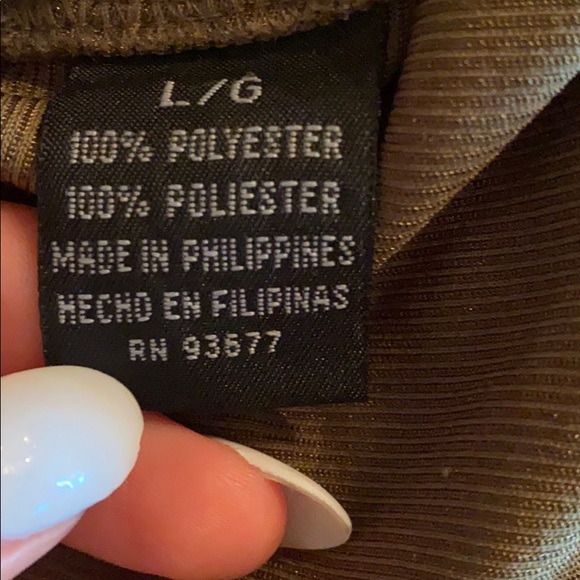 L/G
100% POLYESTER
100% POLIESTER
MADE IN PHILIPPINES
HECHO EN FILIPINAS
RN 93677